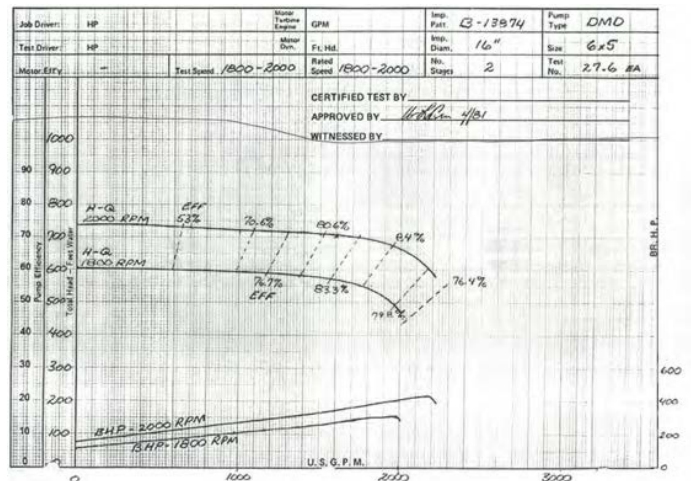 Job Driver: HP Motor Turbine Engine GPM Imp. Patt. B-13874 Pump Type DMD
Test Driver: HP Motor Dyn. Ft. Hd. Imp. Diam. 16" Size 6x5
Motor Eff'y - Test Speed 1800-2000 Rated Speed 1800-2000 No. Stages 2 Test No. 27.6 EA
CERTIFIED TEST BY
APPROVED BY 4/81
WITNESSED BY
1000
90 900
80 800
H-Q 2000 RPM
EFF 53%
70.6%
80.6%
84%
70 700
H-Q 1800 RPM
60 600
76.7% EFF
83.3%
79.8%
76.4%
50 500
40 400
30 300
20 200
10 100
0
Pump Efficiency
Total Head - Feet Water
BR. H. P.
600
400
200
0
BHP-2000 RPM
BHP-1800 RPM
U.S.G.P.M.
1000 2000 3000